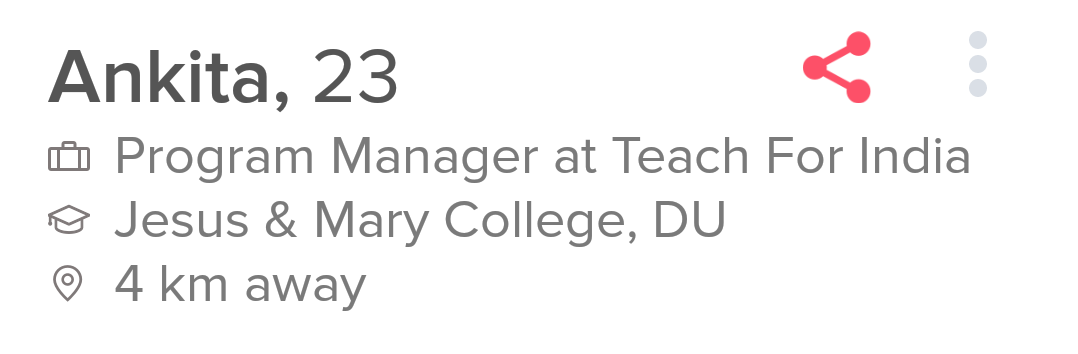 Ankita, 23
Program Manager at Teach For India
Jesus & Mary College, DU
4 km away